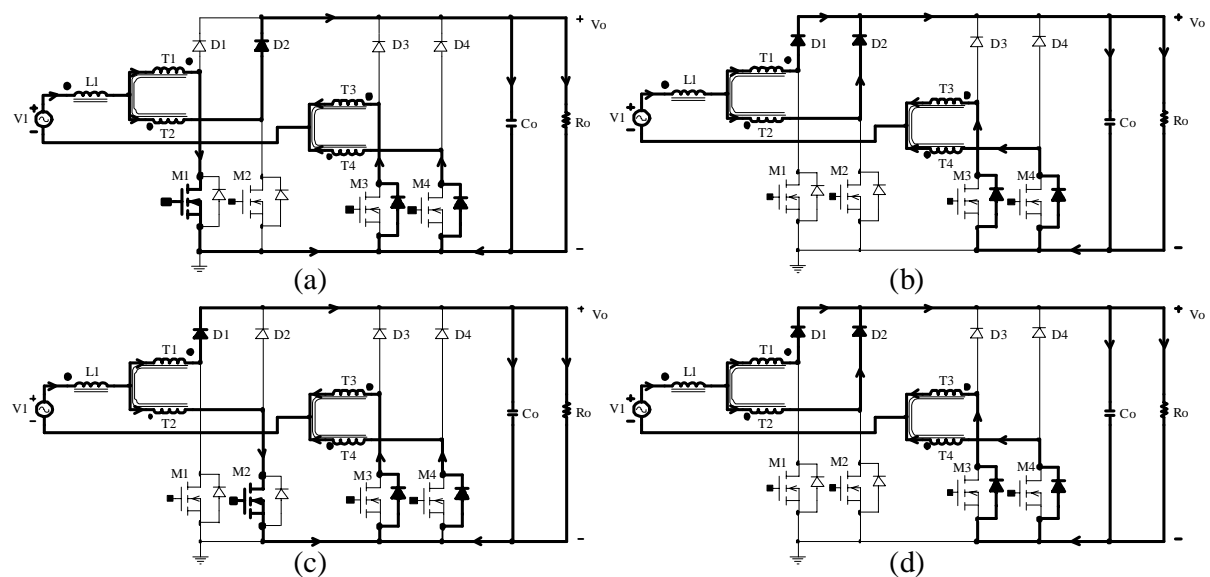 + Vo
D1 D2 D3 D4
T1
L1
T3
V1 + −
T2
Co Ro
T4
M1 M2 M3 M4
−
(a)
+ Vo
D1 D2 D3 D4
T1
L1
T3
V1 + −
T2
Co Ro
T4
M1 M2 M3 M4
−
(b)
+ Vo
D1 D2 D3 D4
T1
L1
T3
V1 + −
T2
Co Ro
T4
M1 M2 M3 M4
−
(c)
+ Vo
D1 D2 D3 D4
T1
L1
T3
V1 + −
T2
Co Ro
T4
M1 M2 M3 M4
−
(d)